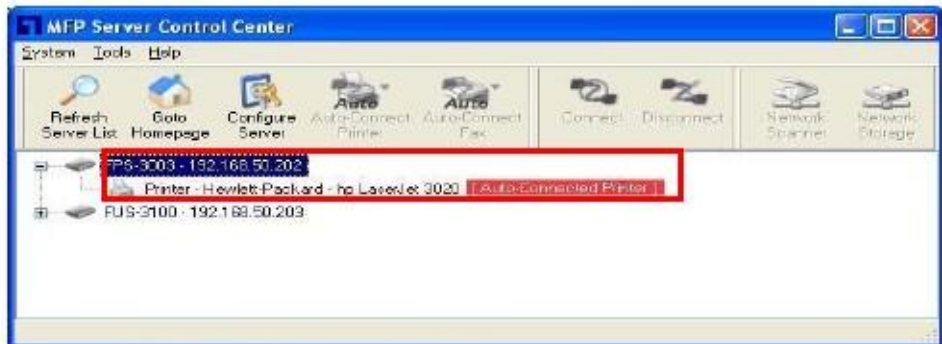 MFP Server Control Center
System Tools Help
Refresh Server List
Goto Homepage
Configure Server
Auto
Auto-Connect Printer
Auto
Auto-Connect Fax
Connect
Disconnect
Network Scanner
Network Storage
FPS-3003 - 192.168.50.202
Printer - Hewlett-Packard - hp LaserJet 3020 [ Auto-Connected Printer ]
FUS-3100 - 192.168.50.203